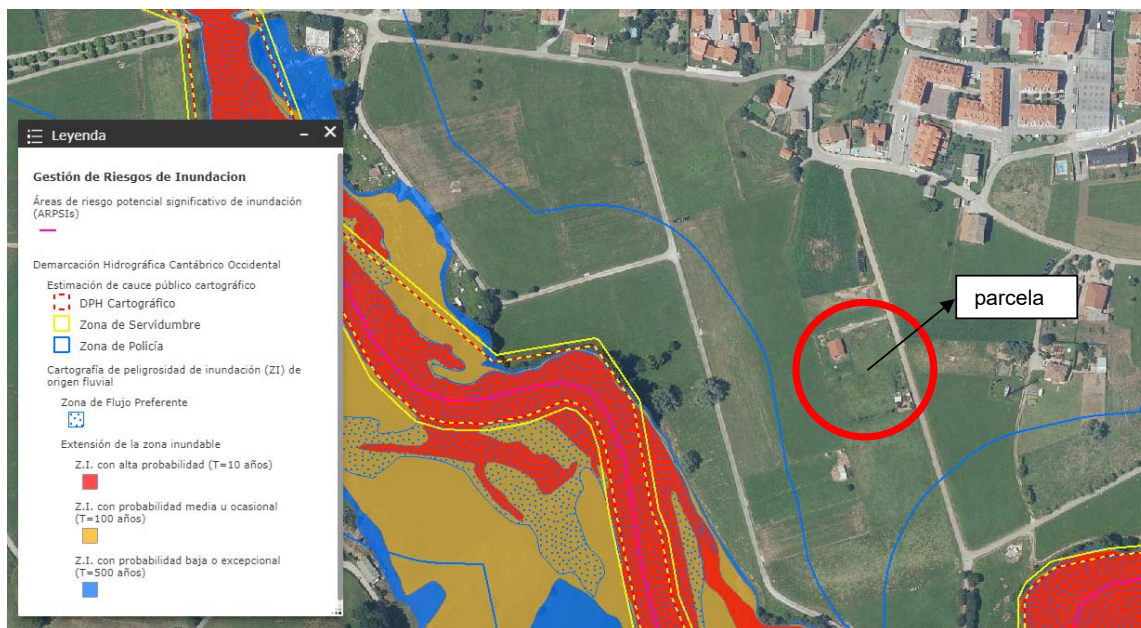 Leyenda
Gestión de Riesgos de Inundacion
Áreas de riesgo potencial significativo de inundación
(ARPSIs)
Demarcación Hidrográfica Cantábrico Occidental
Estimación de cauce público cartográfico
DPH Cartográfico
Zona de Servidumbre
Zona de Policía
Cartografía de peligrosidad de inundación (ZI) de
origen fluvial
Zona de Flujo Preferente
Extensión de la zona inundable
Z.I. con alta probabilidad (T=10 años)
Z.I. con probabilidad media u ocasional
(T=100 años)
Z.I. con probabilidad baja o excepcional
(T=500 años)
parcela